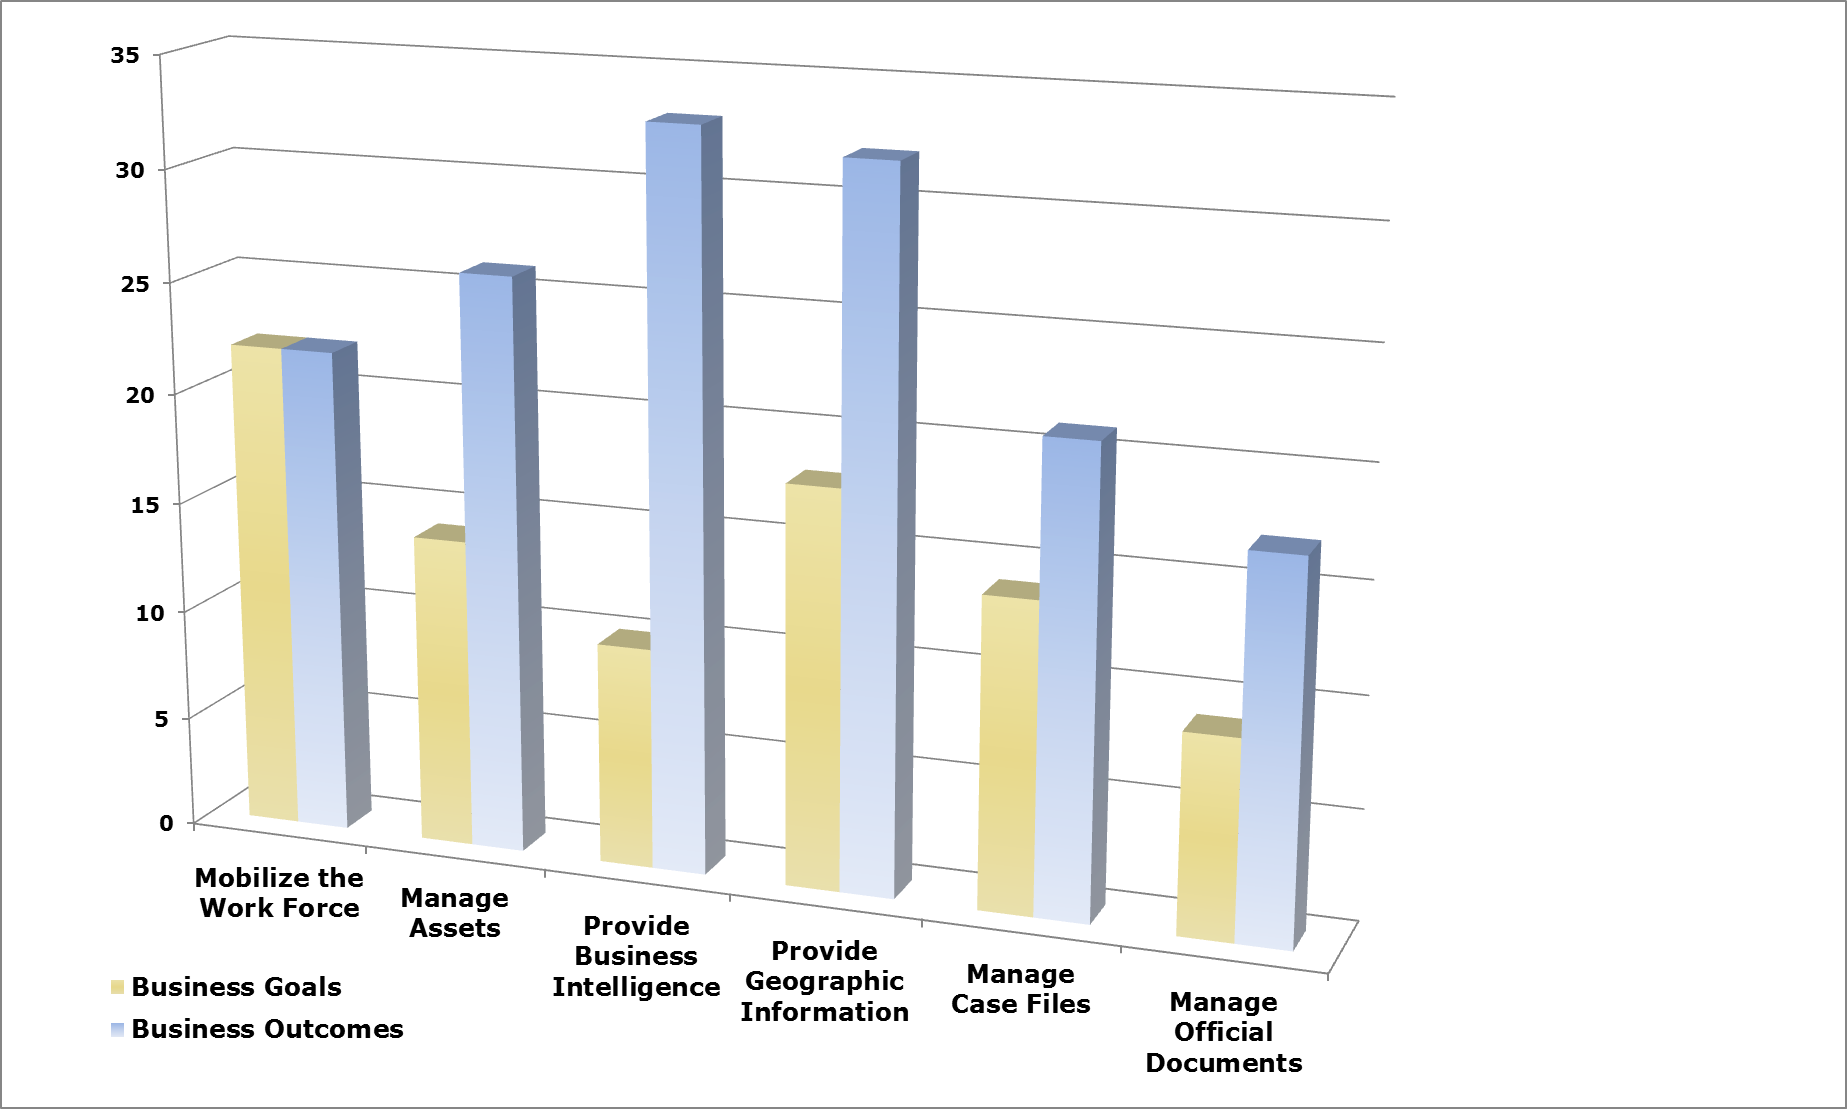 35
30
25
20
15
10
5
0
Mobilize the
Work Force
Manage
Assets
Provide
Business
Intelligence
Provide
Geographic
Information
Manage
Case Files
Manage
Official
Documents
Business Goals
Business Outcomes